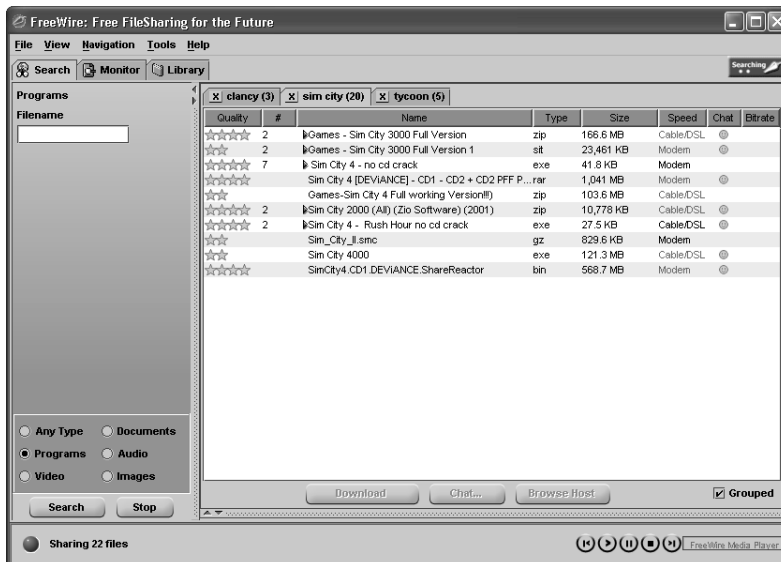 FreeWire: Free FileSharing for the Future
File View Navigation Tools Help
Search Monitor Library
Searching
Programs
Filename
x clancy (3) x sim city (20) x tycoon (5)
Quality # Name Type Size Speed Chat Bitrate
2 Games - Sim City 3000 Full Version zip 166.6 MB Cable/DSL
2 Games - Sim City 3000 Full Version 1 sit 23,461 KB Modem
7 Sim City 4 - no cd crack exe 41.8 KB Modem
Sim City 4 [DEViANCE] - CD1 - CD2 + CD2 PFF P... rar 1,041 MB Modem
Games-Sim City 4 Full working Version!!!) zip 103.6 MB Cable/DSL
2 Sim City 2000 (All) (Zio Software) (2001) zip 10,778 KB Cable/DSL
2 Sim City 4 - Rush Hour no cd crack exe 27.5 KB Cable/DSL
Sim_City_II.smc gz 829.6 KB Modem
Sim City 4000 exe 121.3 MB Cable/DSL
SimCity4.CD1.DEViANCE.ShareReactor bin 568.7 MB Modem
Any Type Documents
Programs Audio
Video Images
Search Stop
Download Chat... Browse Host Grouped
Sharing 22 files
FreeWire Media Player